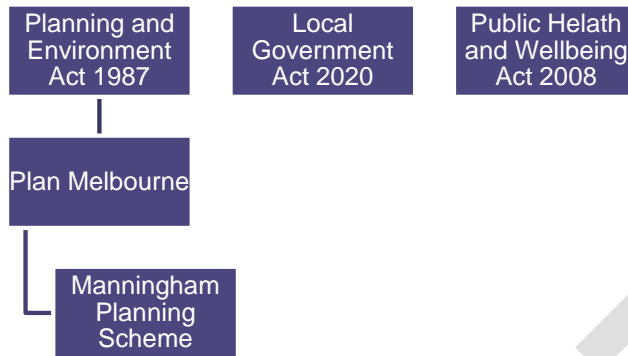 Planning and
Environment
Act 1987
Local
Government
Act 2020
Public Helath
and Wellbeing
Act 2008
Plan Melbourne
Manningham
Planning
Scheme